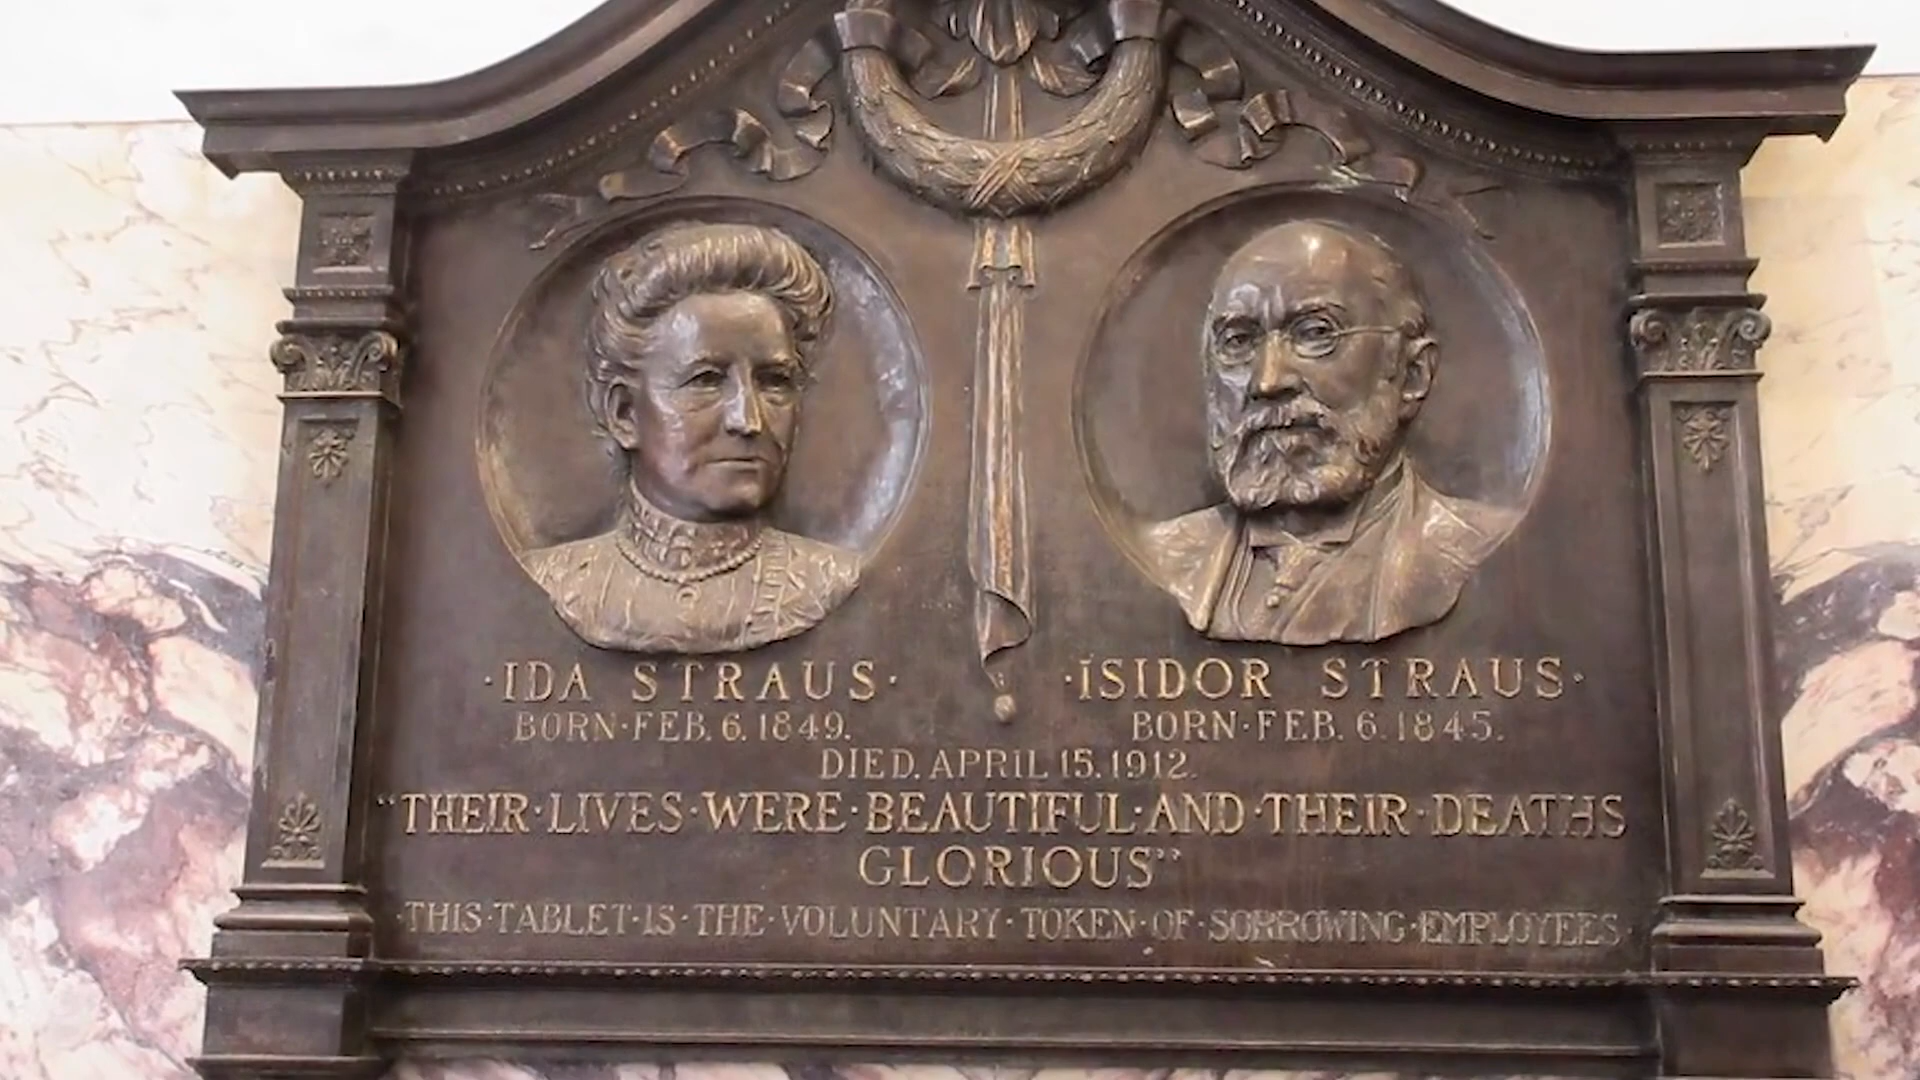 ·IDA STRAUS·
BORN·FEB. 6. 1849.
·ISIDOR STRAUS·
BORN·FEB. 6. 1845.
DIED. APRIL 15. 1912.
"THEIR·LIVES·WERE·BEAUTIFUL·AND·THEIR·DEATHS
GLORIOUS"
·THIS·TABLET·IS·THE·VOLUNTARY·TOKEN·OF·SORROWING·EMPLOYEES·